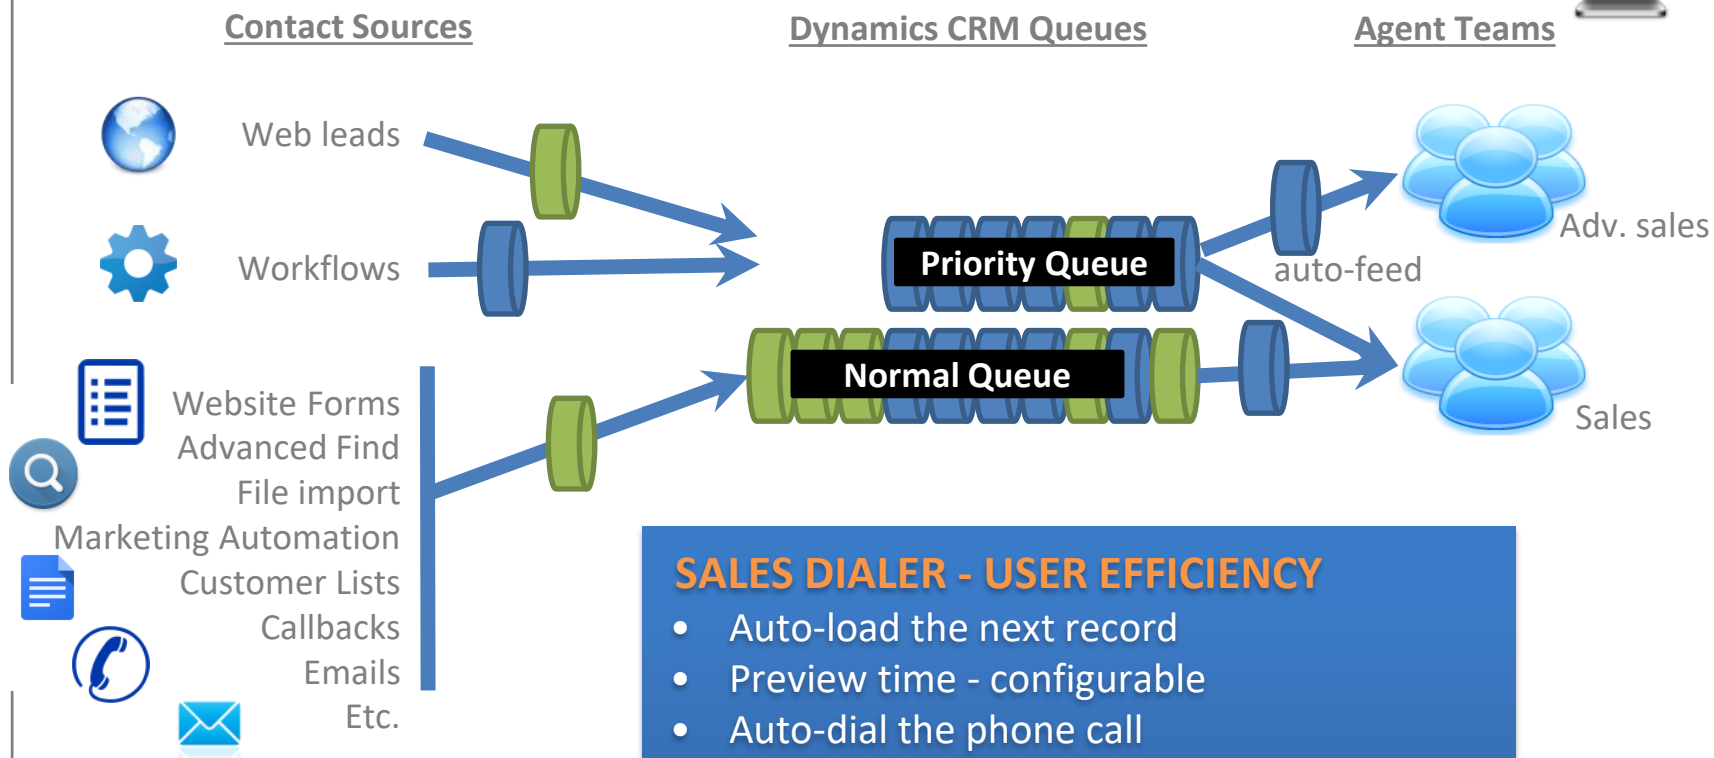 Contact Sources
Dynamics CRM Queues
Agent Teams
Web leads
Workflows
Website Forms
Advanced Find
File import
Marketing Automation
Customer Lists
Callbacks
Emails
Etc.
Priority Queue
Normal Queue
auto-feed
Adv. sales
Sales
SALES DIALER - USER EFFICIENCY
• Auto-load the next record
• Preview time - configurable
• Auto-dial the phone call